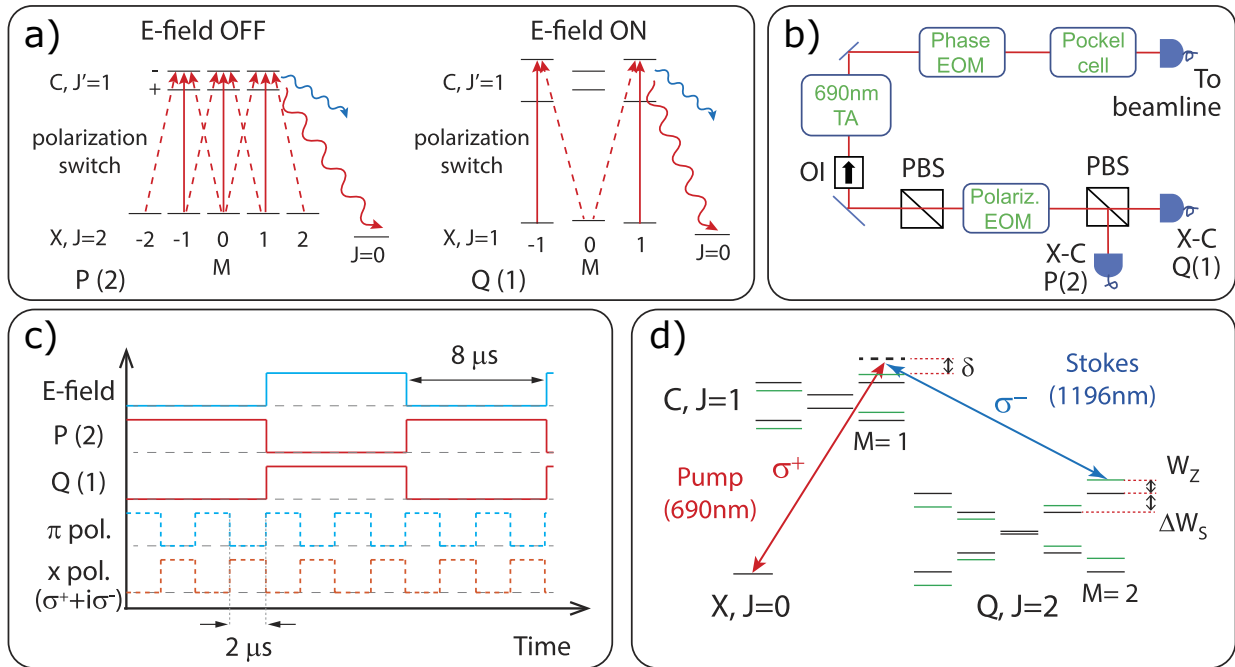 a)
E-field OFF
E-field ON
C, J'=1
-
+
C, J'=1
polarization
switch
polarization
switch
X, J=2
-2
-1
0
1
2
J=0
M
P (2)
X, J=1
-1
0
1
J=0
M
Q (1)
b)
Phase
EOM
Pockel
cell
To
beamline
690nm
TA
OI
PBS
PBS
Polariz.
EOM
X-C
Q(1)
X-C
P(2)
c)
8 μs
E-field
P (2)
Q (1)
π pol.
x pol.
(σ⁺+iσ⁻)
2 μs
Time
d)
δ
Stokes
(1196nm)
C, J=1
σ⁻
M= 1
Pump
(690nm)
σ⁺
W_Z
ΔW_S
X, J=0
Q, J=2
M= 2